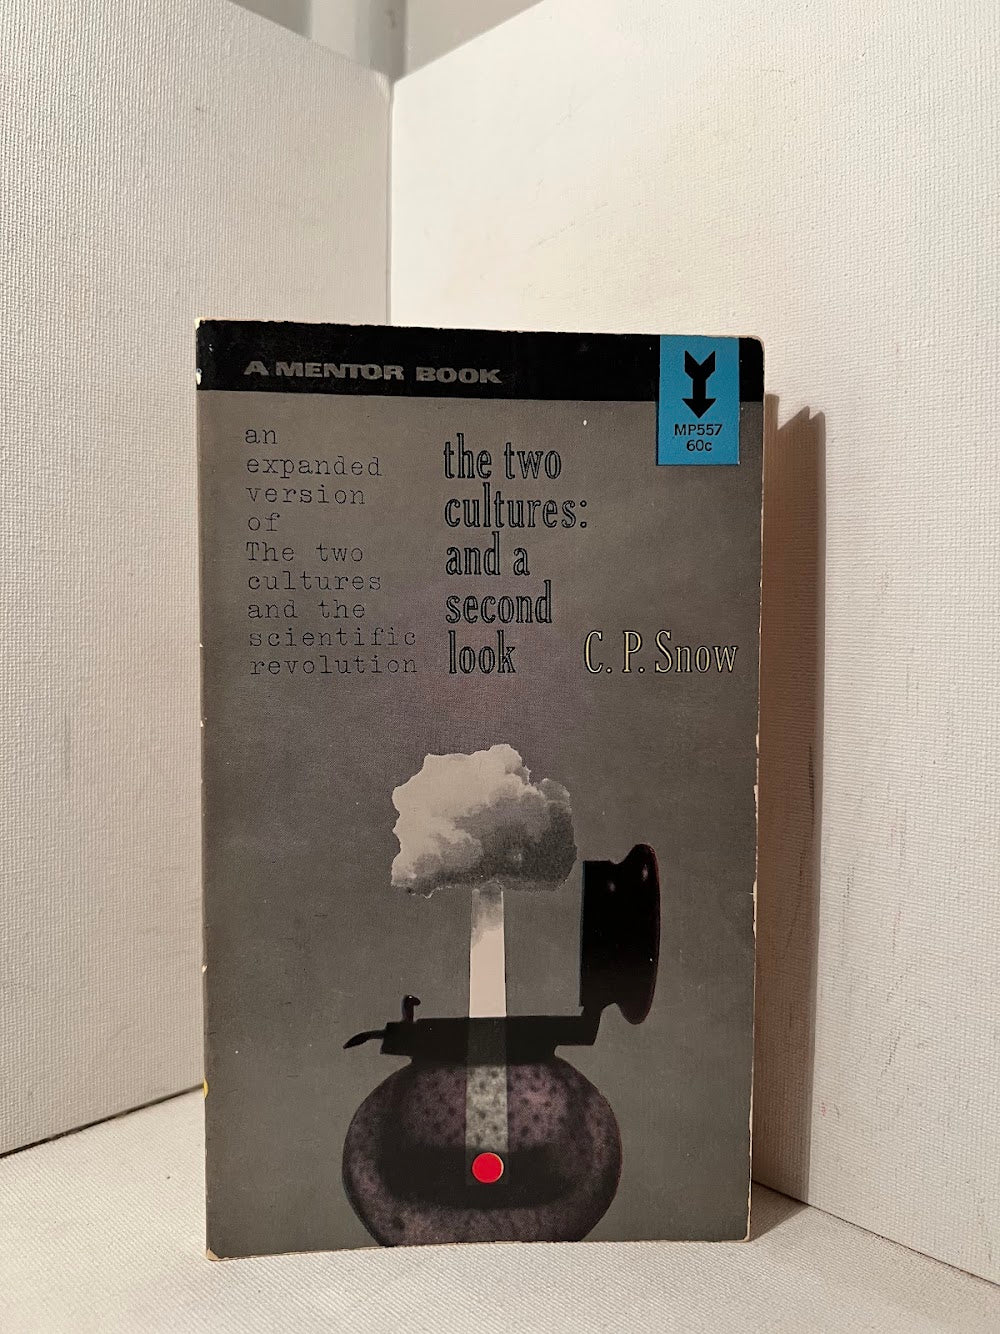 A MENTOR BOOK
MP557
60c
an
expanded
version
of
The two
cultures
and the
scientific
revolution
the two
cultures:
and a
second
look
C. P. Snow